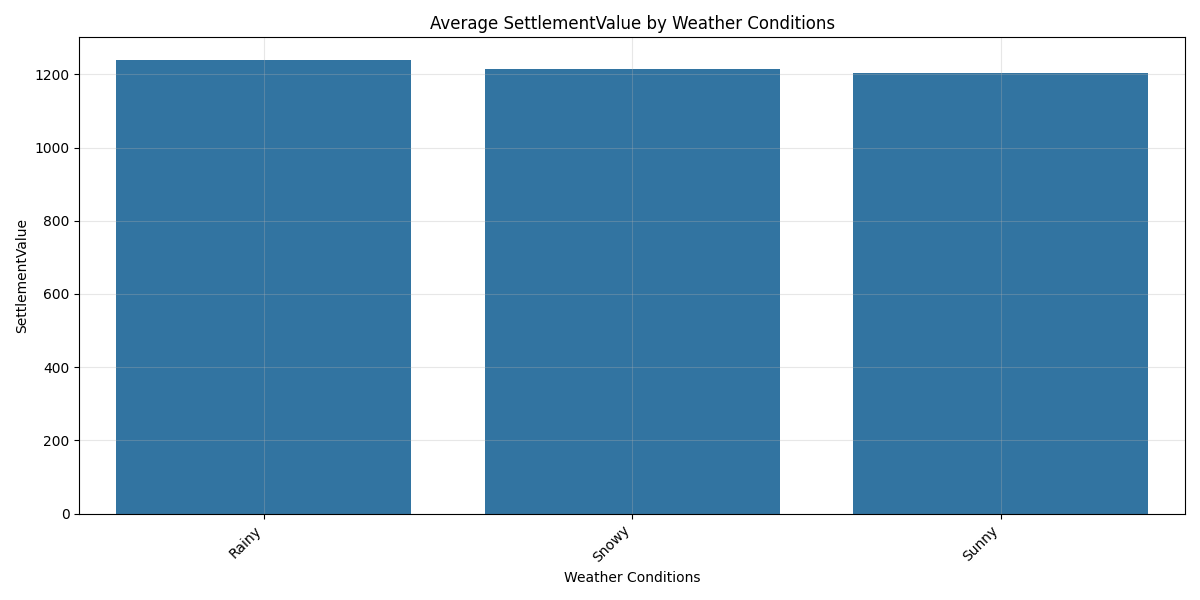 Average SettlementValue by Weather Conditions
1200
1000
800
600
400
200
0
SettlementValue
Rainy
Snowy
Sunny
Weather Conditions